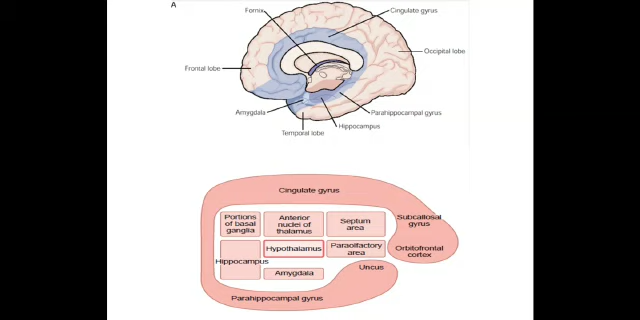 A
Fornix
Cingulate gyrus
Occipital lobe
Frontal lobe
Amygdala
Parahippocampal gyrus
Hippocampus
Temporal lobe
Cingulate gyrus
Portions
of basal
ganglia
Anterior
nuclei of
thalamus
Septum
area
Subcallosal
gyrus
Hippocampus
Hypothalamus
Paraolfactory
area
Orbitofrontal
cortex
Amygdala
Uncus
Parahippocampal gyrus